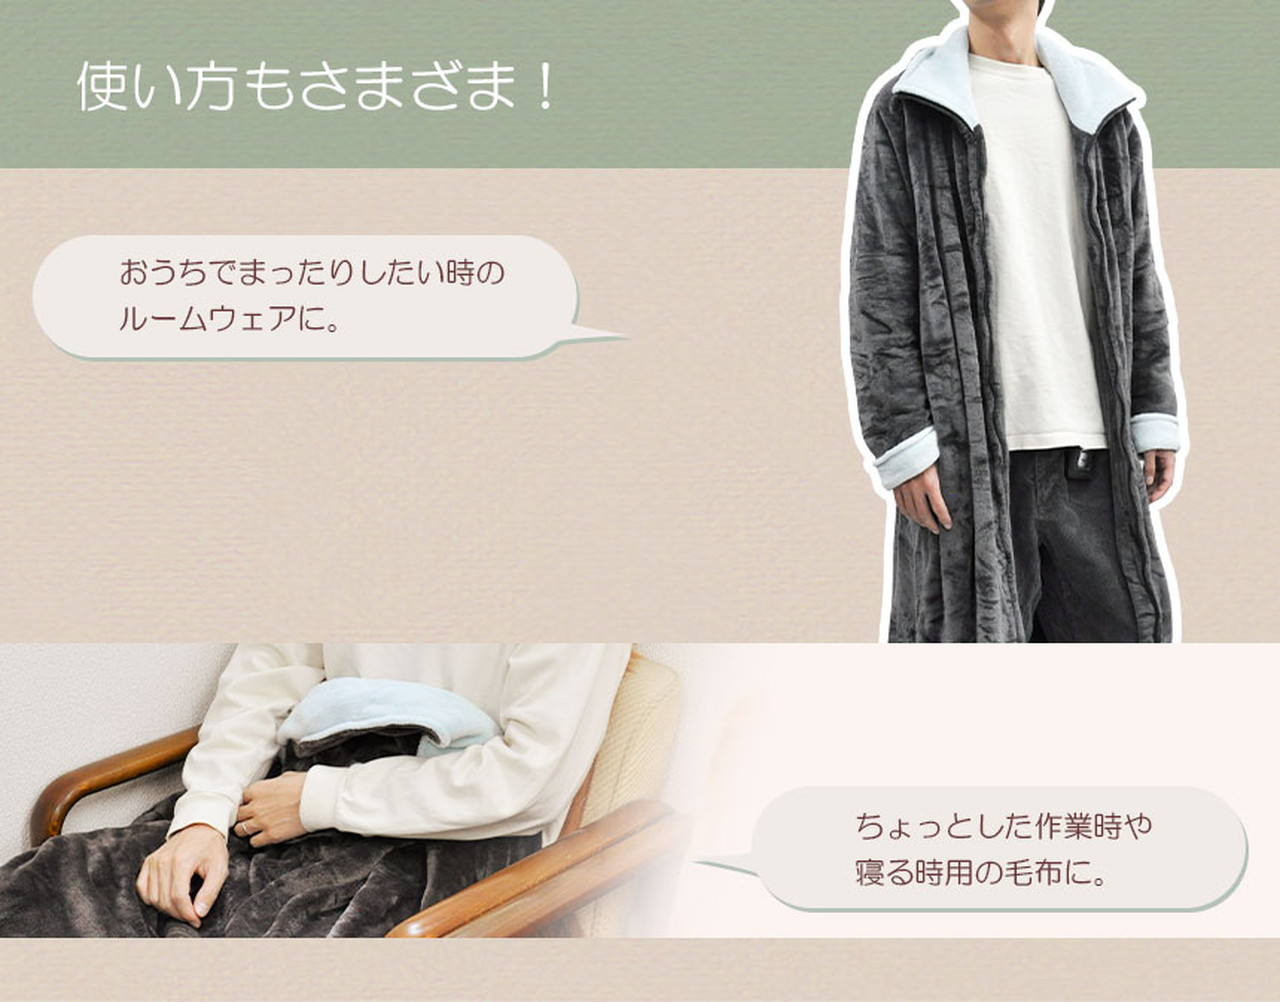 使い方もさまざま！
おうちでまったりしたい時の
ルームウェアに。
ちょっとした作業時や
寝る時用の毛布に。